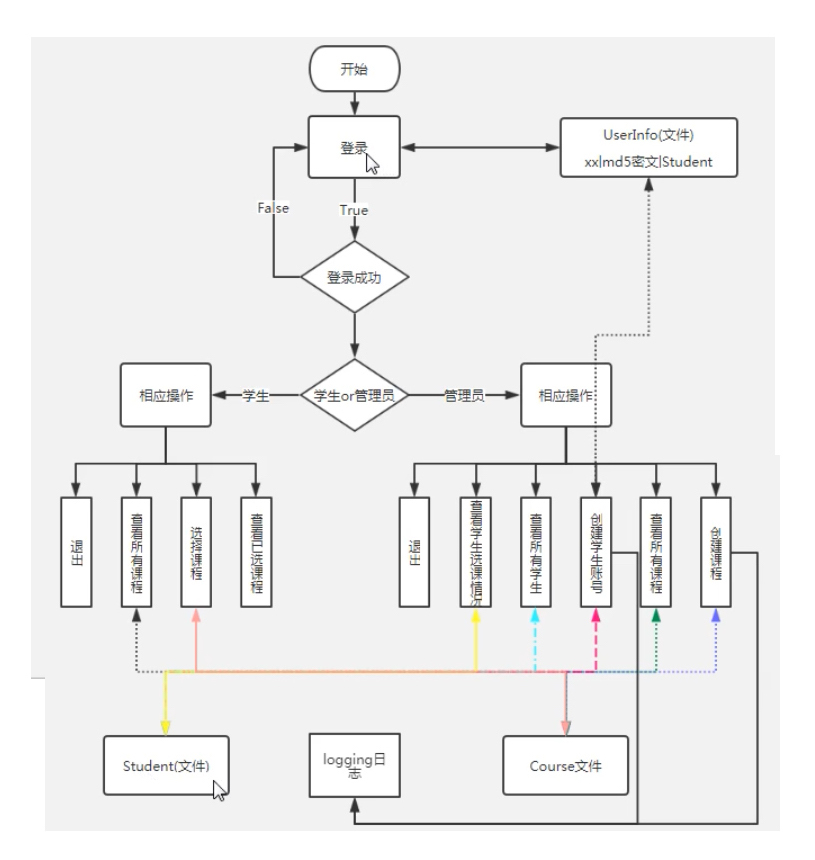 开始
登录
UserInfo(文件)
xx|md5密文|Student
False
True
登录成功
相应操作
学生
学生or管理员
管理员
相应操作
退出
查看所有课程
选择课程
查看已选课程
退出
查看学生选课情况
查看所有学生
创建学生账号
查看所有课程
创建课程
Student(文件)
logging日
志
Course文件